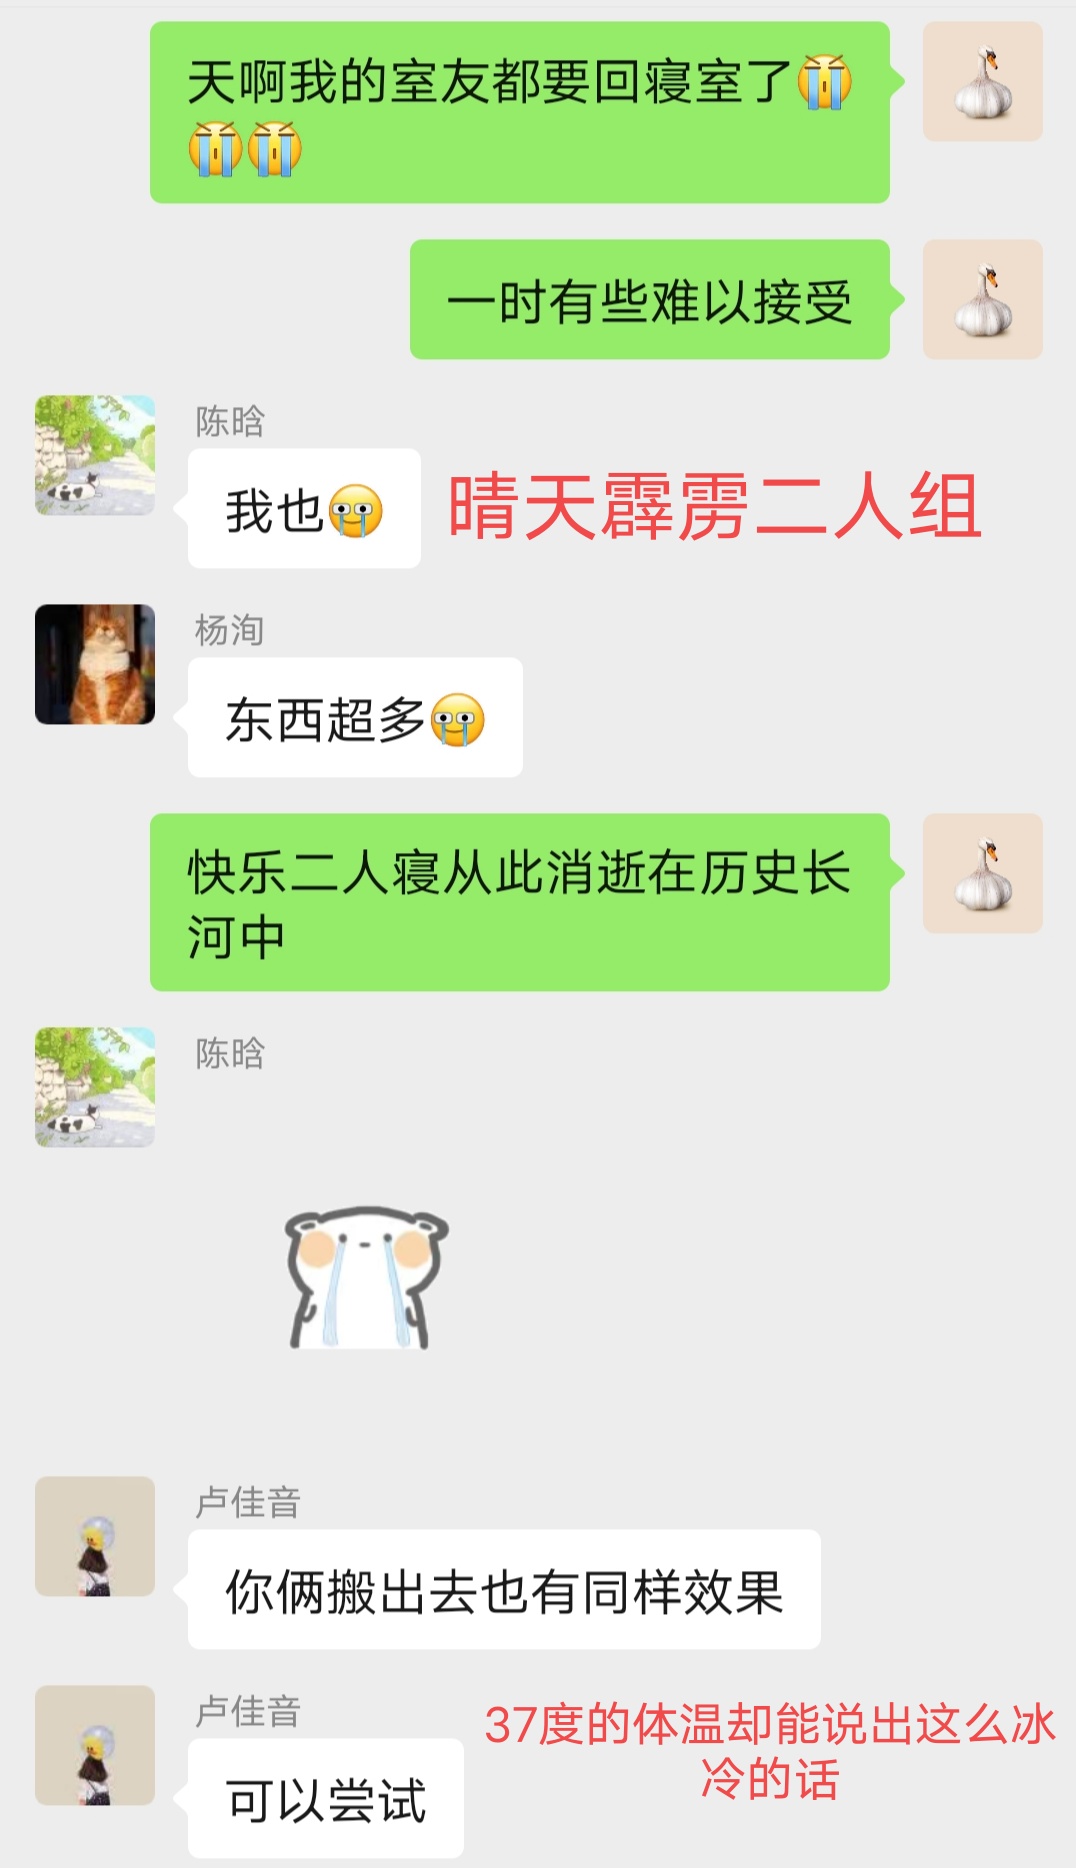 天啊我的室友都要回寝室了😭
😭😭
一时有些难以接受
陈晗
我也🥹
晴天霹雳二人组
杨洵
东西超多🥹
快乐二人寝从此消逝在历史长
河中
陈晗
卢佳音
你俩搬出去也有同样效果
卢佳音
可以尝试
37度的体温却能说出这么冰
冷的话